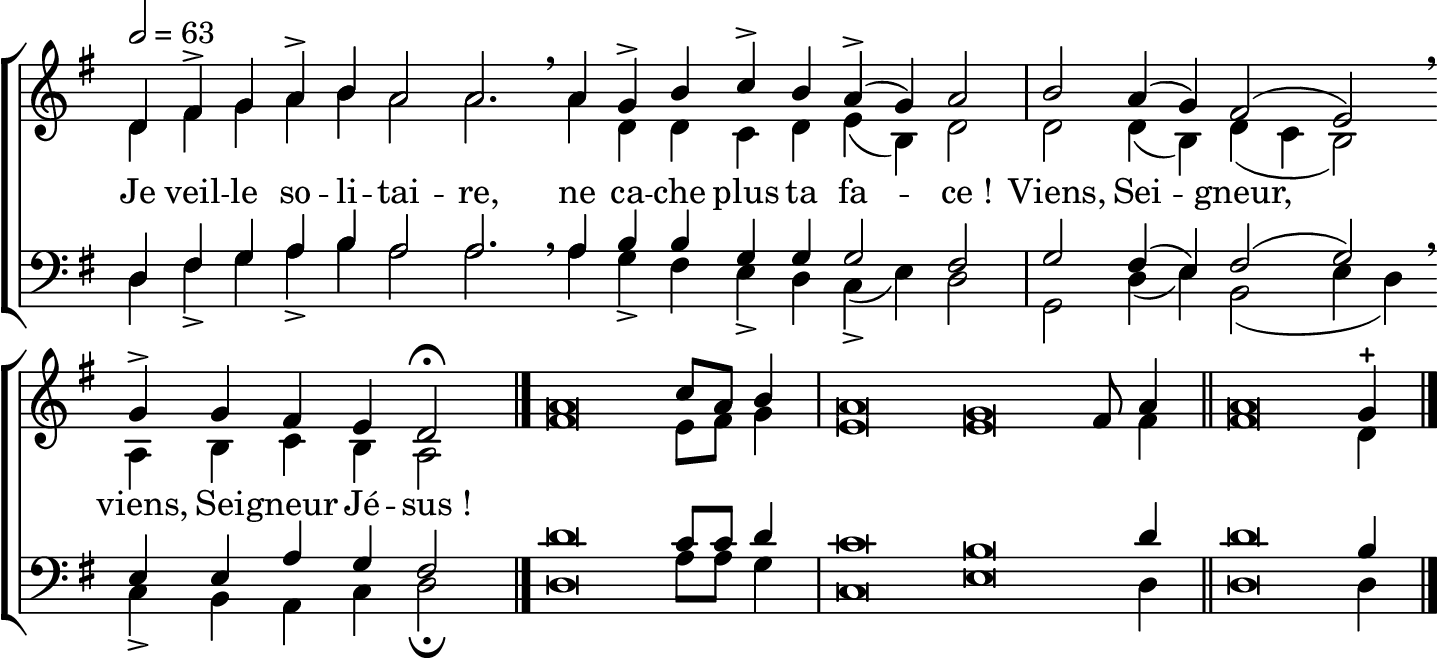 = 63
Je veil -le so - li - tai - re, ne ca - che plus ta fa - ce ! Viens, Sei - gneur,
viens, Seigneur Jé - sus !